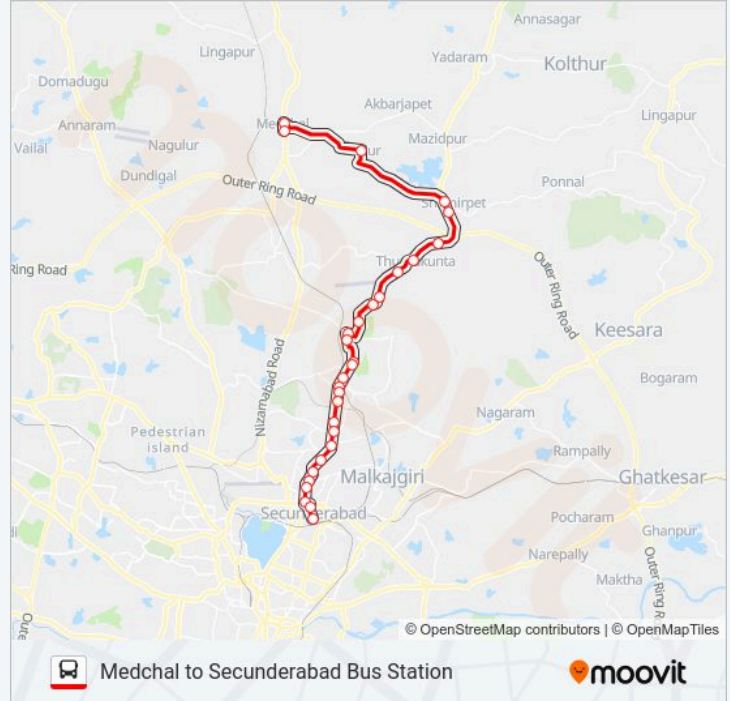 Annasagar
Lingapur
Yadaram
Kolthur
Domadugu
Akbarjapet
Lingapur
Annaram
Mazidpur
Vailal
Nagulur
Dundigal
Ponnal
Outer Ring Road
Ring Road
Outer Ring Road
Keesara
Nizamabad Road
Bogaram
Nagaram
Pedestrian
island
Rampally
Malkajgiri
Ghatkesar
Secunderabad
Pocharam
Ghanpur
Narepally
Maktha
© OpenStreetMap contributors | © OpenMapTiles
Medchal to Secunderabad Bus Station
moovit